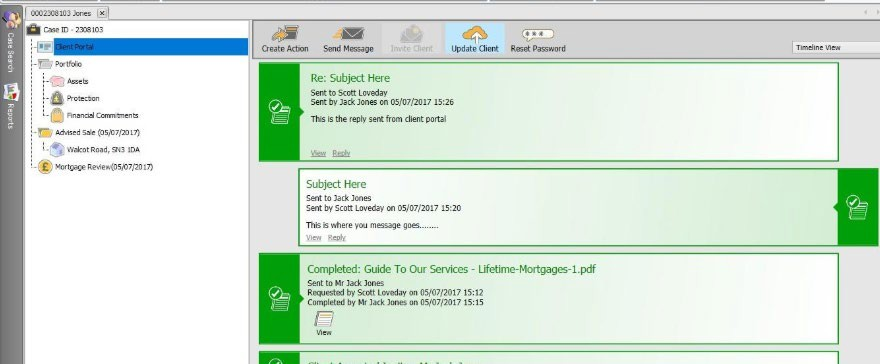 0002308103 Jones
Case Search
Reports
Case ID - 2308103
Client Portal
Portfolio
Assets
Protection
Financial Commitments
Advised Sale (05/07/2017)
Walcot Road, SN3 1DA
Mortgage Review(05/07/2017)
Create Action
Send Message
Invite Client
Update Client
Reset Password
Timeline View
Re: Subject Here
Sent to Scott Loveday
Sent by Jack Jones on 05/07/2017 15:26
This is the reply sent from client portal
View Reply
Subject Here
Sent to Jack Jones
Sent by Scott Loveday on 05/07/2017 15:20
This is where you message goes........
View Reply
Completed: Guide To Our Services - Lifetime-Mortgages-1.pdf
Sent to Mr Jack Jones
Requested by Scott Loveday on 05/07/2017 15:12
Completed by Mr Jack Jones on 05/07/2017 15:15
View